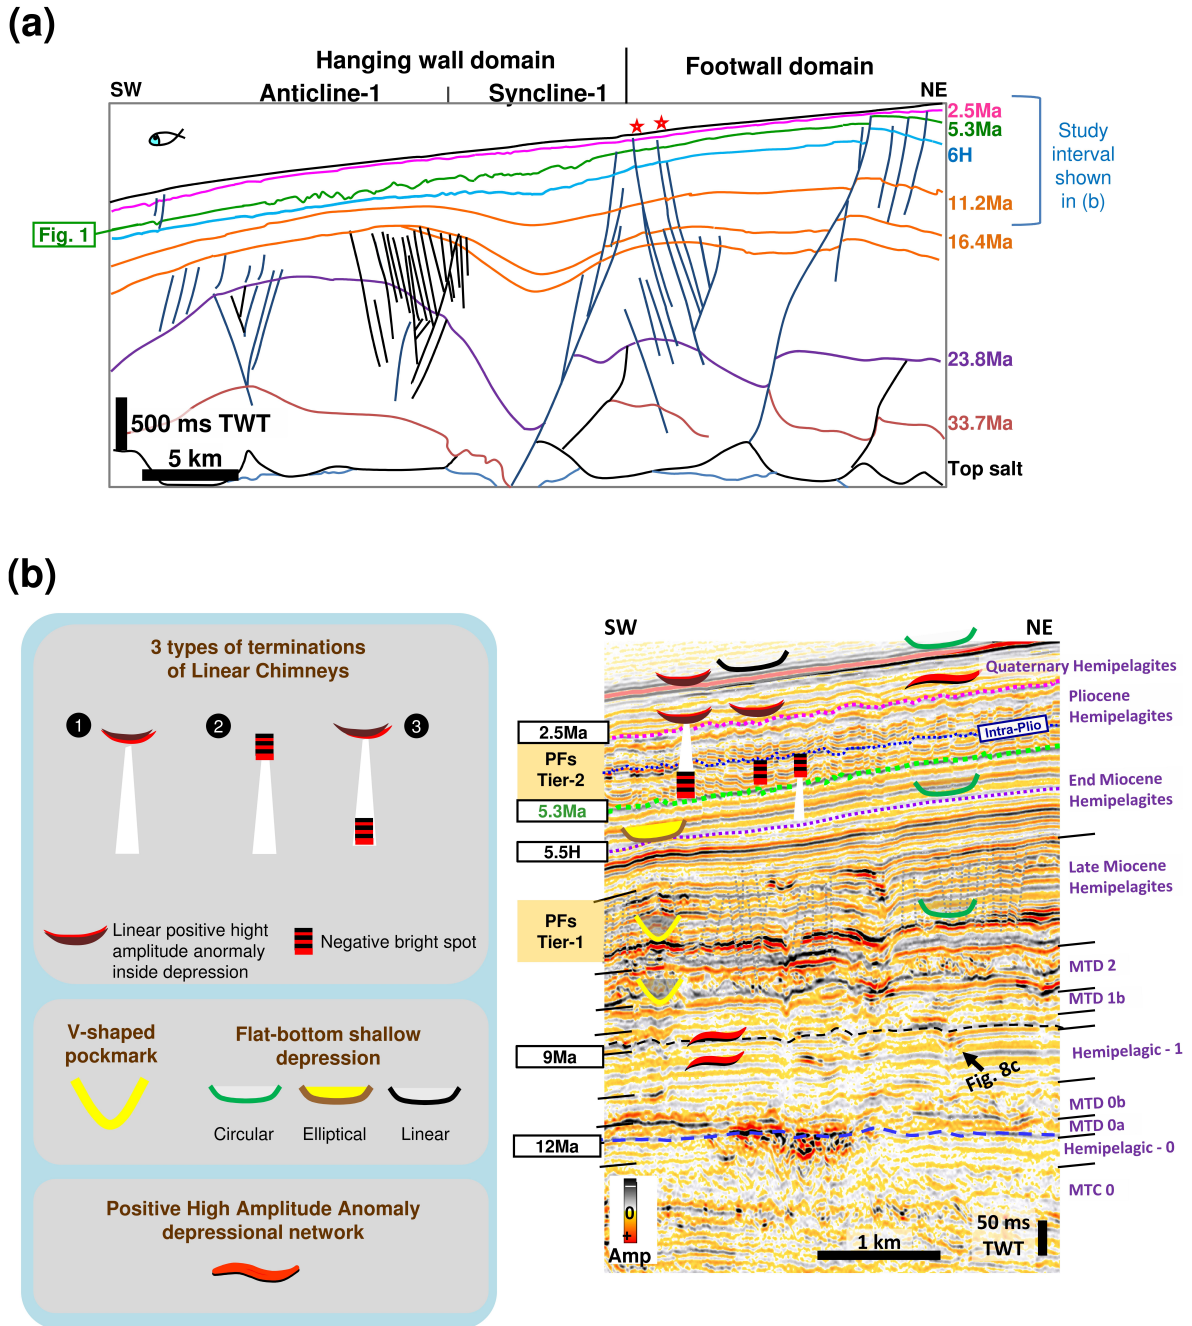 (a)
Hanging wall domain
Footwall domain
SW
Anticline-1
Syncline-1
NE
2.5Ma
5.3Ma
6H
11.2Ma
16.4Ma
23.8Ma
33.7Ma
Top salt
Study
interval
shown
in (b)
Fig. 1
500 ms TWT
5 km
(b)
3 types of terminations
of Linear Chimneys
1
2
3
Linear positive hight
amplitude anormaly
inside depression
Negative bright spot
V-shaped
pockmark
Flat-bottom shallow
depression
Circular
Elliptical
Linear
Positive High Amplitude Anomaly
depressional network
SW
NE
2.5Ma
PFs
Tier-2
5.3Ma
5.5H
PFs
Tier-1
9Ma
12Ma
Quaternary Hemipelagites
Pliocene
Hemipelagites
Intra-Plio
End Miocene
Hemipelagites
Late Miocene
Hemipelagites
MTD 2
MTD 1b
Hemipelagic - 1
Fig. 8c
MTD 0b
MTD 0a
Hemipelagic - 0
MTC 0
-
0
+
Amp
1 km
50 ms
TWT